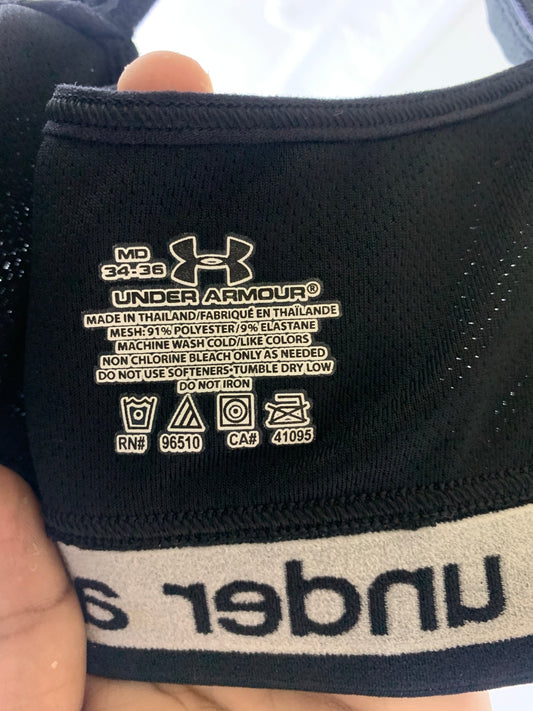 MD
34-36
UNDER ARMOUR®
MADE IN THAILAND/FABRIQUÉ EN THAÏLANDE
MESH: 91% POLYESTER/9% ELASTANE
MACHINE WASH COLD/LIKE COLORS
NON CHLORINE BLEACH ONLY AS NEEDED
DO NOT USE SOFTENERS•TUMBLE DRY LOW
DO NOT IRON
RN# 96510 CA# 41095
under a